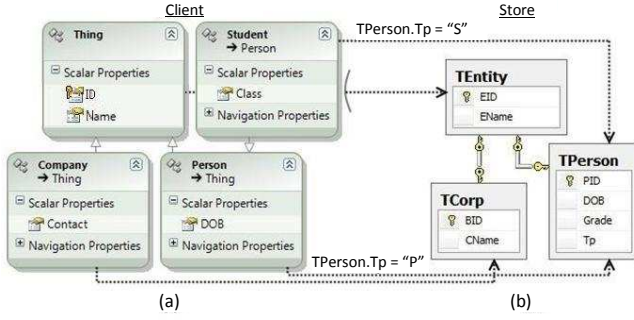 Client
Store
Thing
Scalar Properties
ID
Name
Student
→ Person
Scalar Properties
Class
Navigation Properties
TPerson.Tp = “S”
TEntity
EID
EName
Company
→ Thing
Scalar Properties
Contact
Navigation Properties
Person
→ Thing
Scalar Properties
DOB
Navigation Properties
TCorp
BID
CName
TPerson
PID
DOB
Grade
Tp
TPerson.Tp = “P”
(a)
(b)